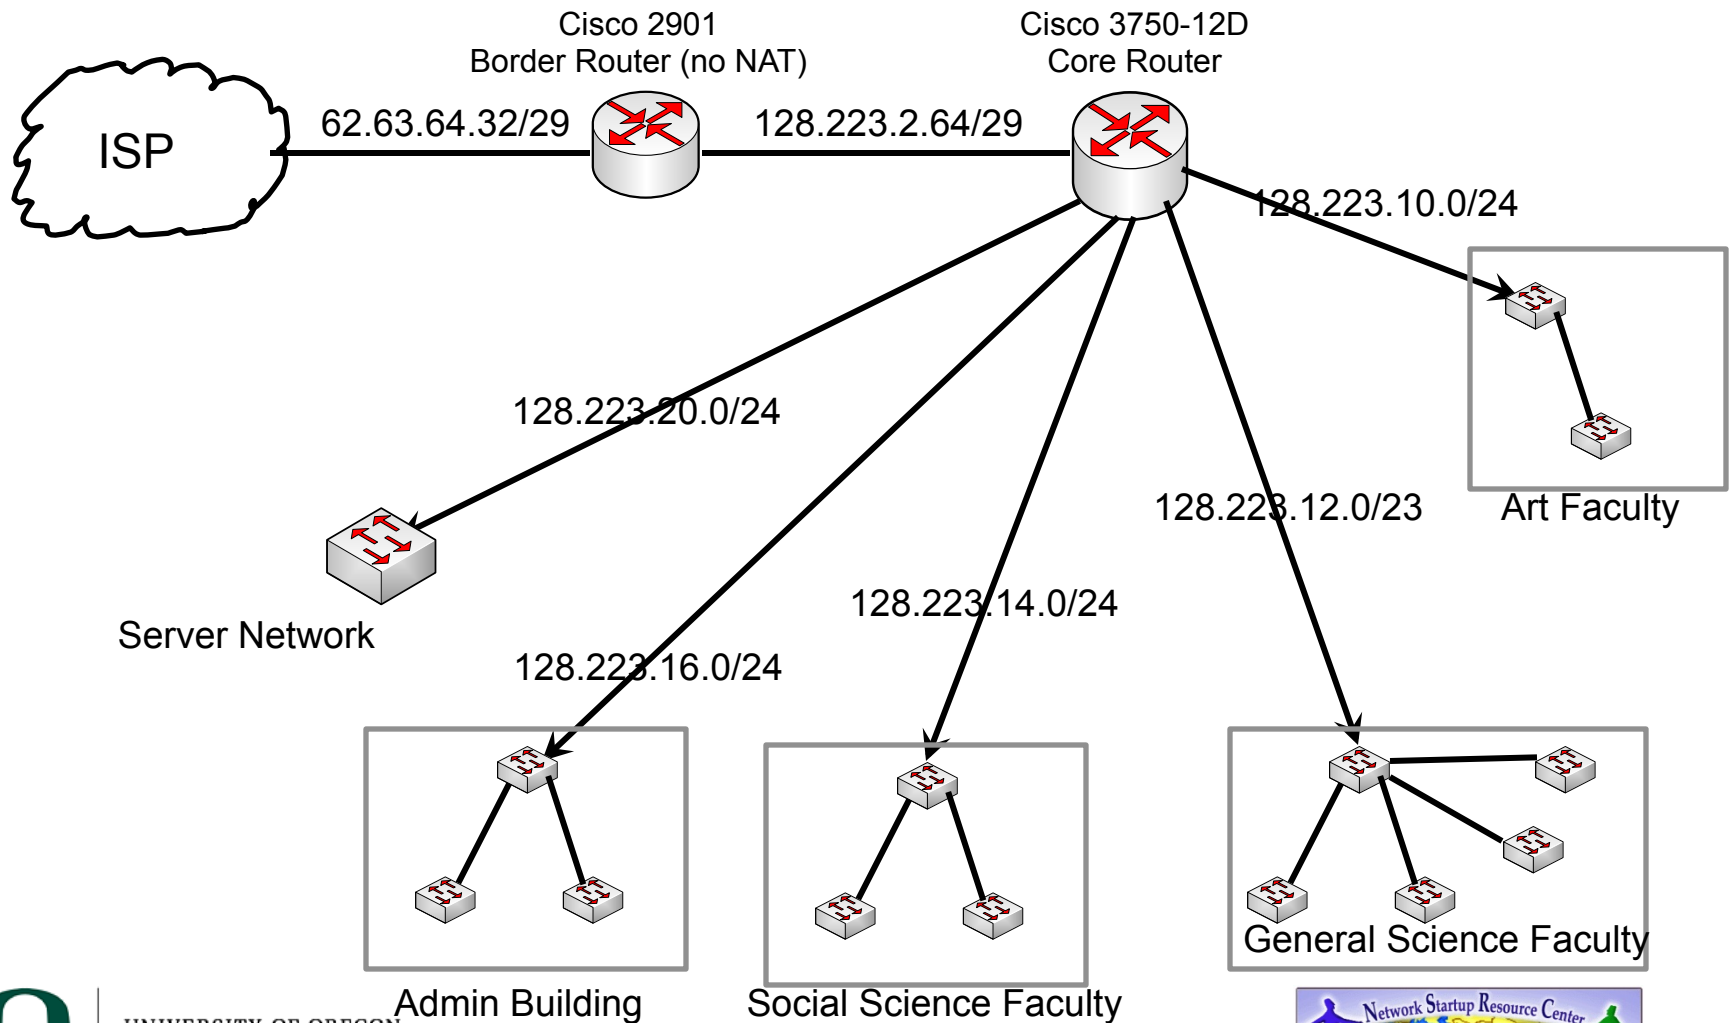 Cisco 2901
Border Router (no NAT)
Cisco 3750-12D
Core Router
ISP
62.63.64.32/29
128.223.2.64/29
128.223.10.0/24
128.223.20.0/24
128.223.12.0/23
Art Faculty
128.223.14.0/24
Server Network
128.223.16.0/24
General Science Faculty
Admin Building
Social Science Faculty
UNIVERSITY OF OREGON
Network Startup Resource Center